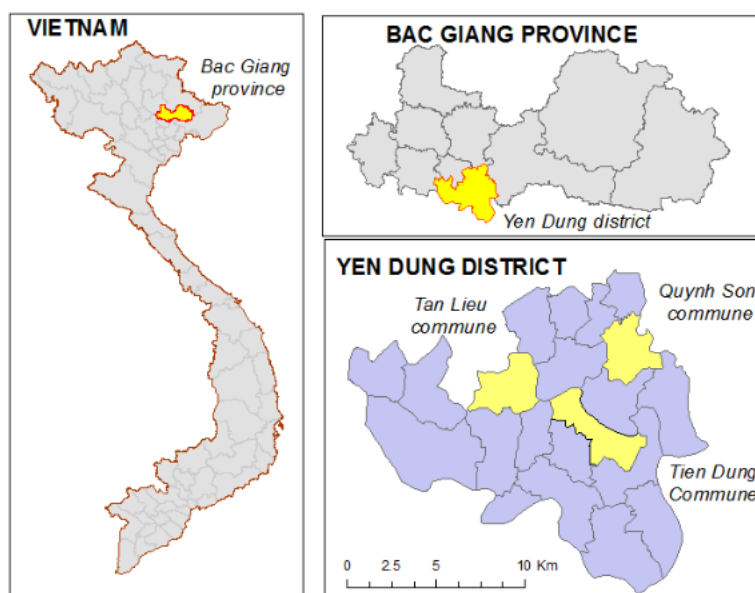 VIETNAM
Bac Giang
province
BAC GIANG PROVINCE
Yen Dung district
YEN DUNG DISTRICT
Tan Lieu
commune
Quynh Son
commune
Tien Dung
Commune
0 2.5 5 10 Km